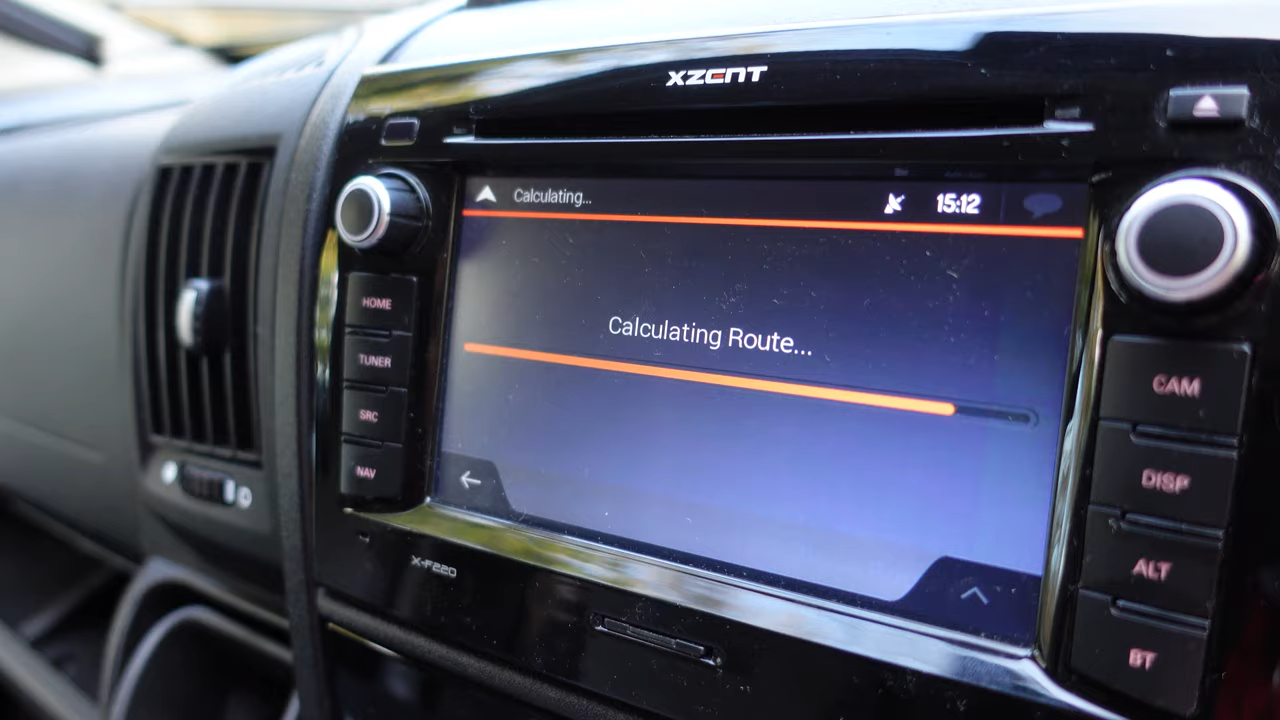 XZENT
Calculating...
15:12
Calculating Route...
HOME
TUNER
SRC
NAV
CAM
DISP
ALT
BT
X-F220